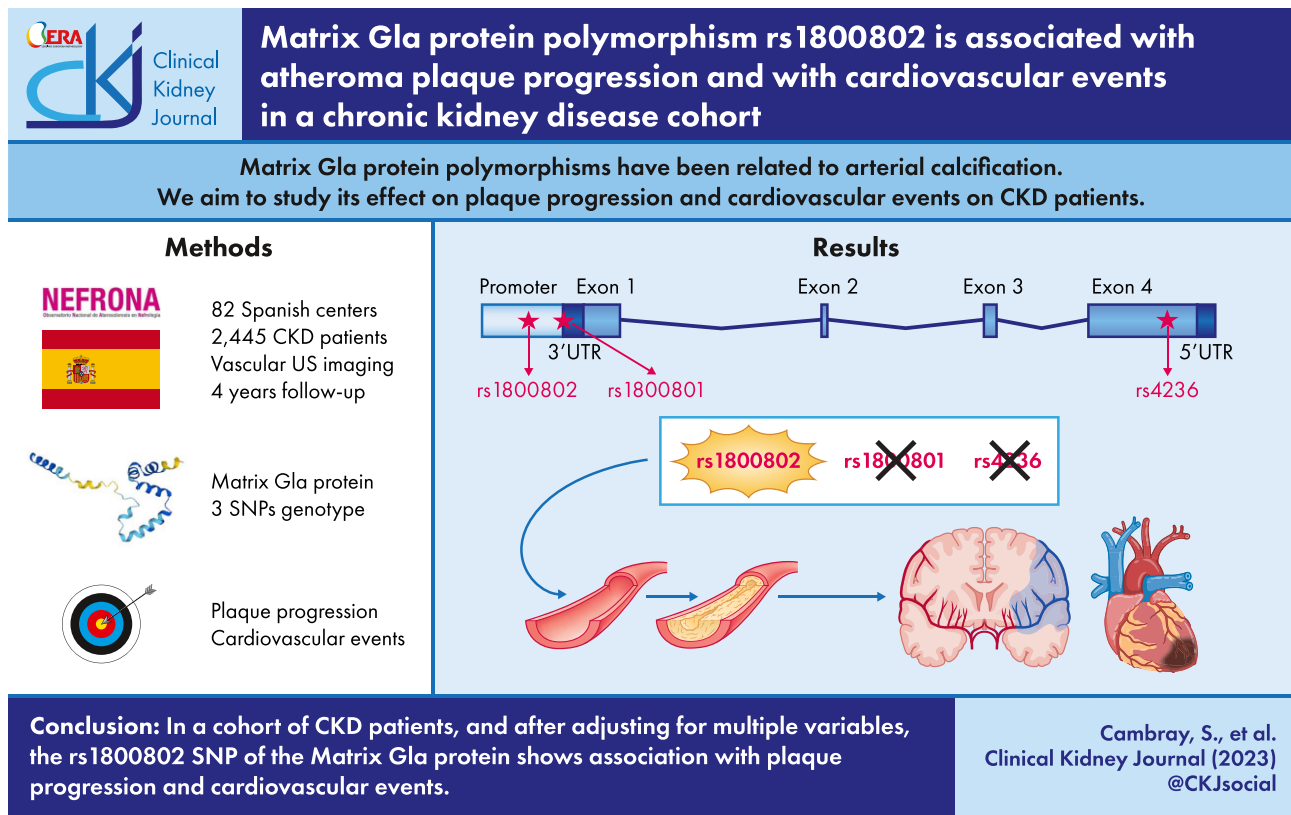 ERA
CKJ
Clinical
Kidney
Journal
Matrix Gla protein polymorphism rs1800802 is associated with
atheroma plaque progression and with cardiovascular events
in a chronic kidney disease cohort
Matrix Gla protein polymorphisms have been related to arterial calcification.
We aim to study its effect on plaque progression and cardiovascular events on CKD patients.
Methods
NEFRONA
82 Spanish centers
2,445 CKD patients
Vascular US imaging
4 years follow-up
Matrix Gla protein
3 SNPs genotype
Plaque progression
Cardiovascular events
Results
Promoter Exon 1 Exon 2 Exon 3 Exon 4
3'UTR 5'UTR
rs1800802 rs1800801 rs4236
rs1800802 rs1800801 rs4236
Conclusion: In a cohort of CKD patients, and after adjusting for multiple variables,
the rs1800802 SNP of the Matrix Gla protein shows association with plaque
progression and cardiovascular events.
Cambray, S., et al.
Clinical Kidney Journal (2023)
@CKJsocial